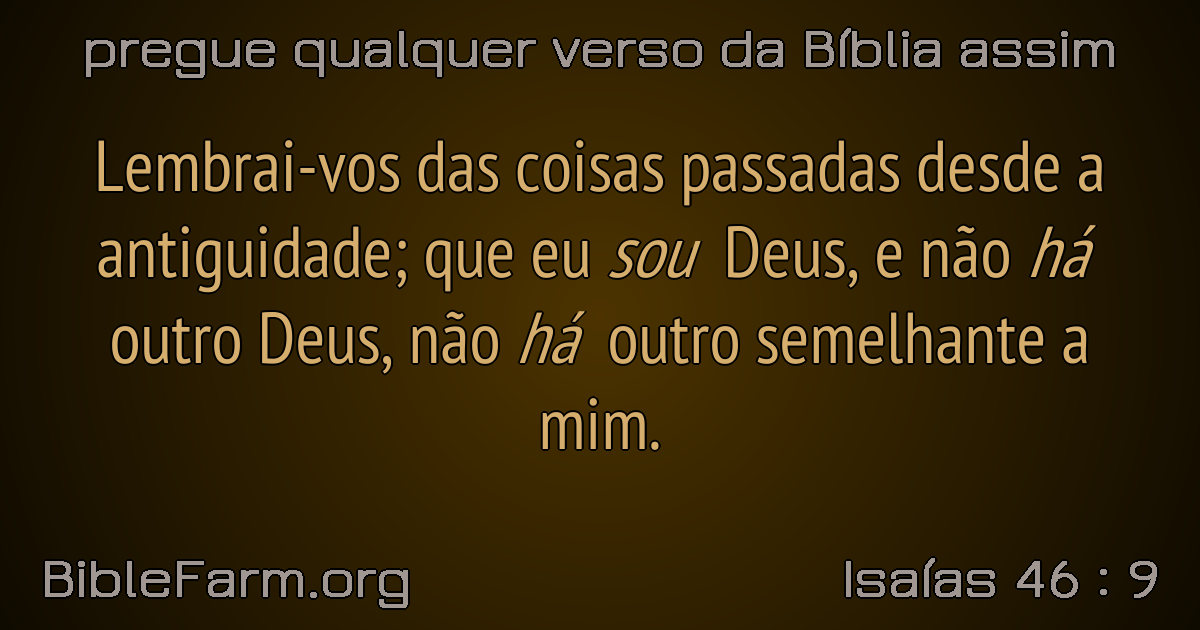 pregue qualquer verso da Bíblia assim
Lembrai-vos das coisas passadas desde a
antiguidade; que eu sou Deus, e não há
outro Deus, não há outro semelhante a
mim.
BibleFarm.org
Isaías 46 : 9